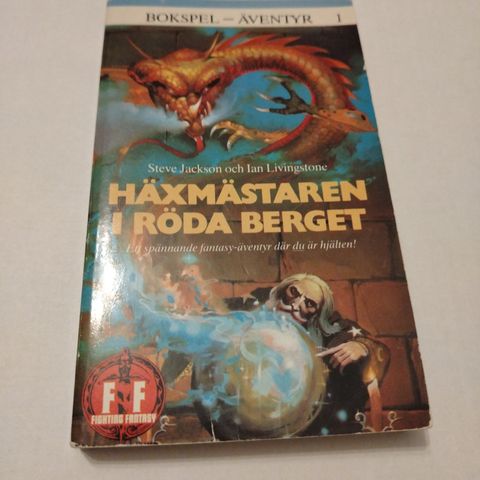 BOKSPEL – ÄVENTYR 1
Steve Jackson och Ian Livingstone
HÄXMÄSTAREN
I RÖDA BERGET
Ett spännande fantasy-äventyr där du är hjälten!
FF
FIGHTING FANTASY